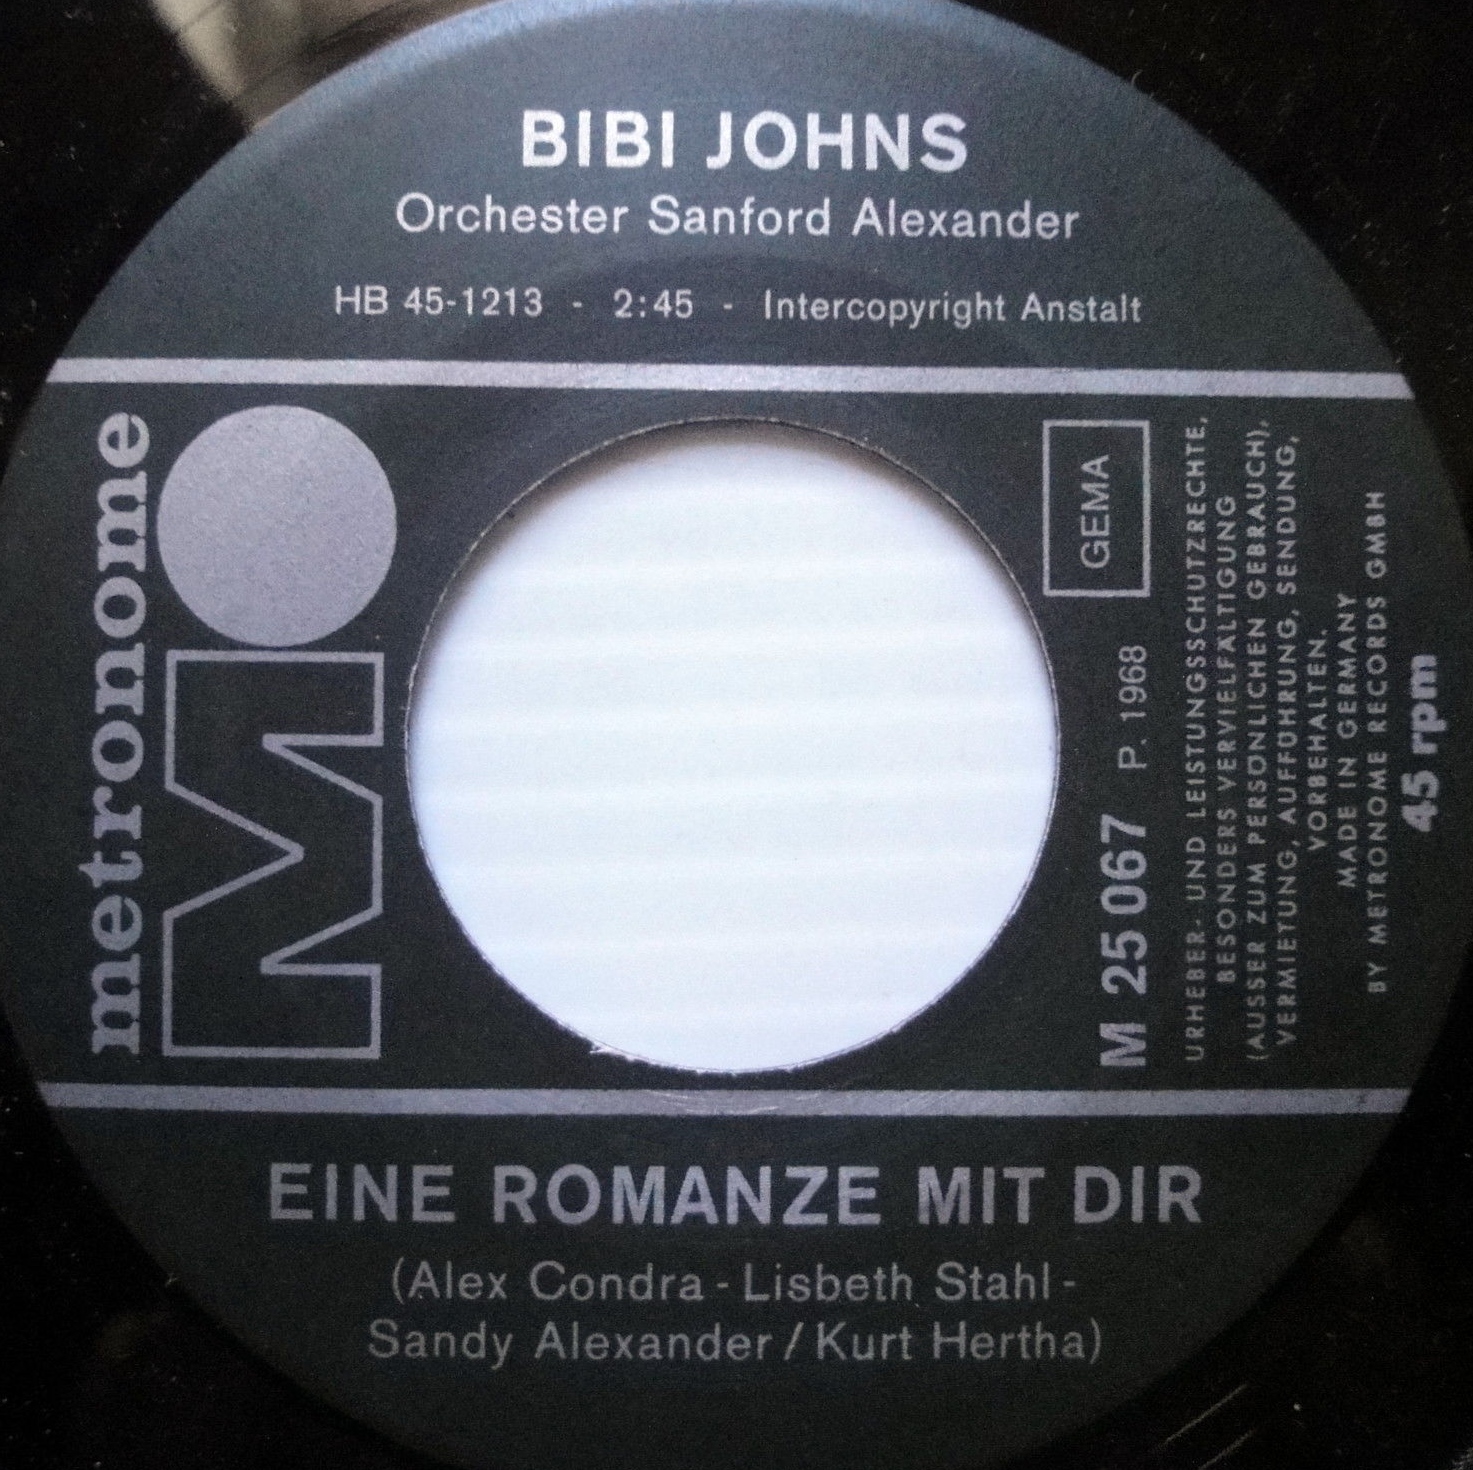 BIBI JOHNS
Orchester Sanford Alexander
HB 45-1213 - 2:45 - Intercopyright Anstalt
metronome
M
GEMA
M 25 067 P. 1968
URHEBER- UND LEISTUNGSSCHUTZRECHTE,
BESONDERS VERVIELFÄLTIGUNG
(AUSSER ZUM PERSÖNLICHEN GEBRAUCH),
VERMIETUNG, AUFFÜHRUNG, SENDUNG,
VORBEHALTEN.
MADE IN GERMANY
BY METRONOME RECORDS GMBH
45 rpm
EINE ROMANZE MIT DIR
(Alex Condra - Lisbeth Stahl -
Sandy Alexander / Kurt Hertha)